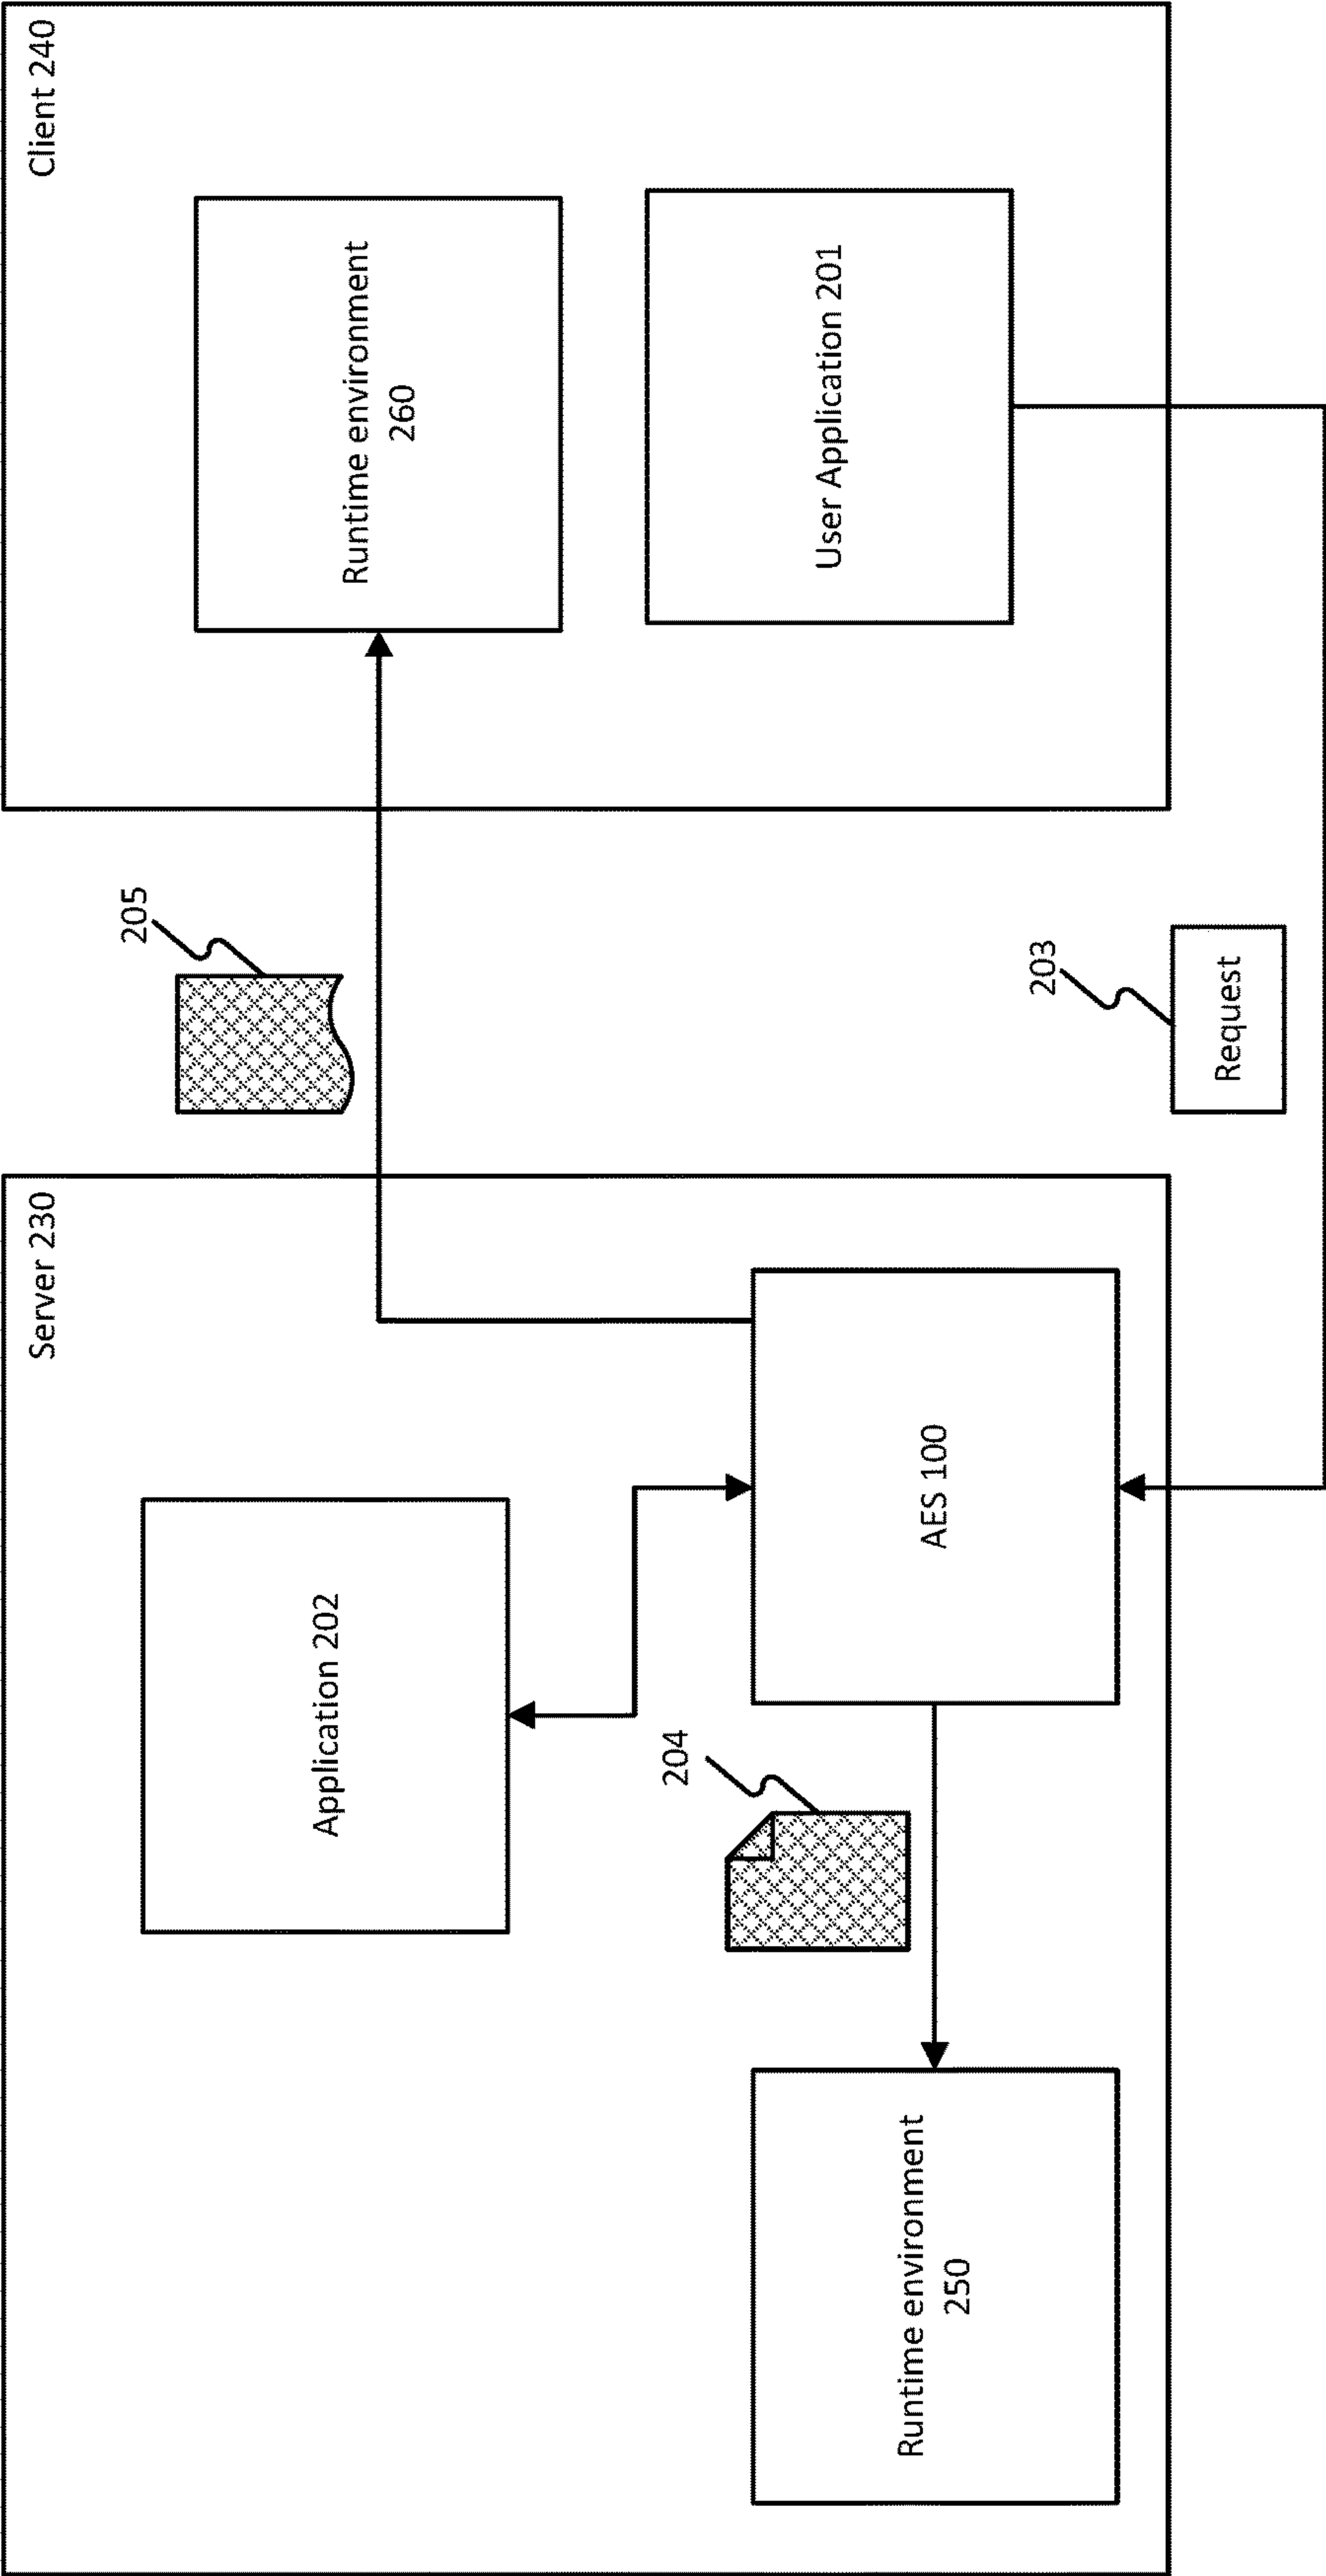 Server 230
Client 240
Application 202
205
Runtime environment
260
204
Runtime environment
250
AES 100
User Application 201
203
Request